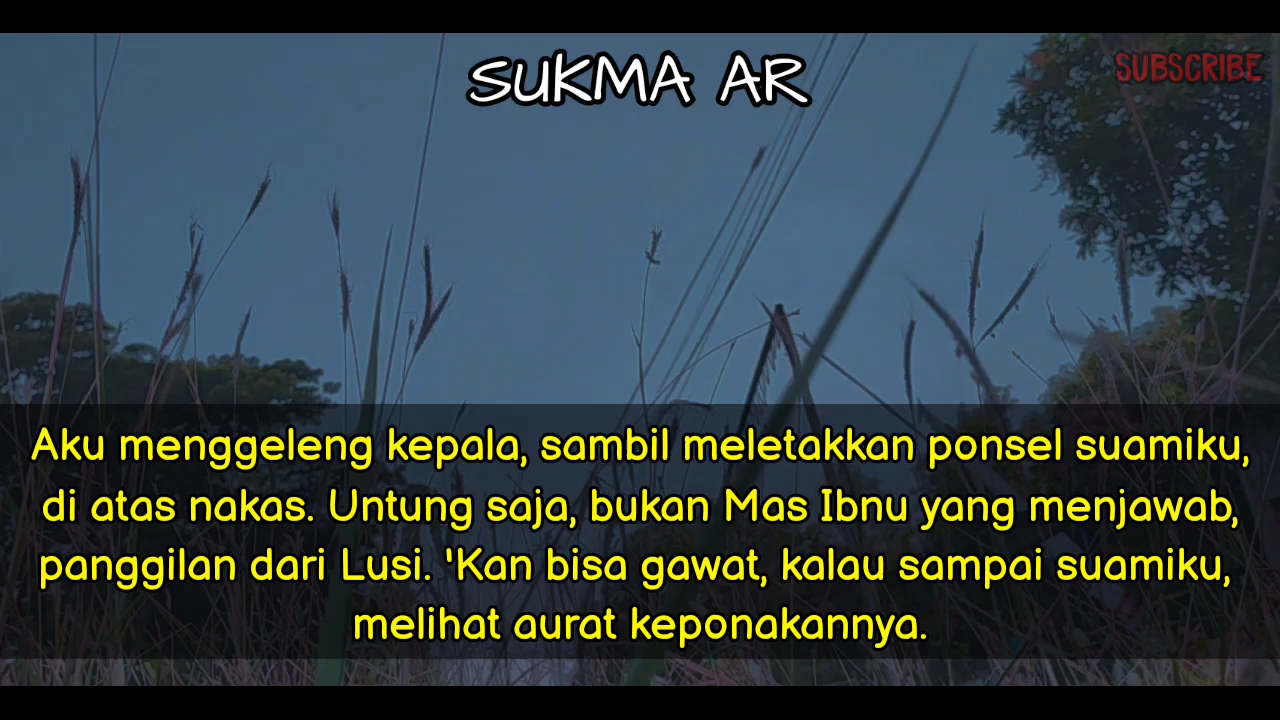 SUKMA AR
SUBSCRIBE
Aku menggeleng kepala, sambil meletakkan ponsel suamiku,
di atas nakas. Untung saja, bukan Mas Ibnu yang menjawab,
panggilan dari Lusi. 'Kan bisa gawat, kalau sampai suamiku,
melihat aurat keponakannya.